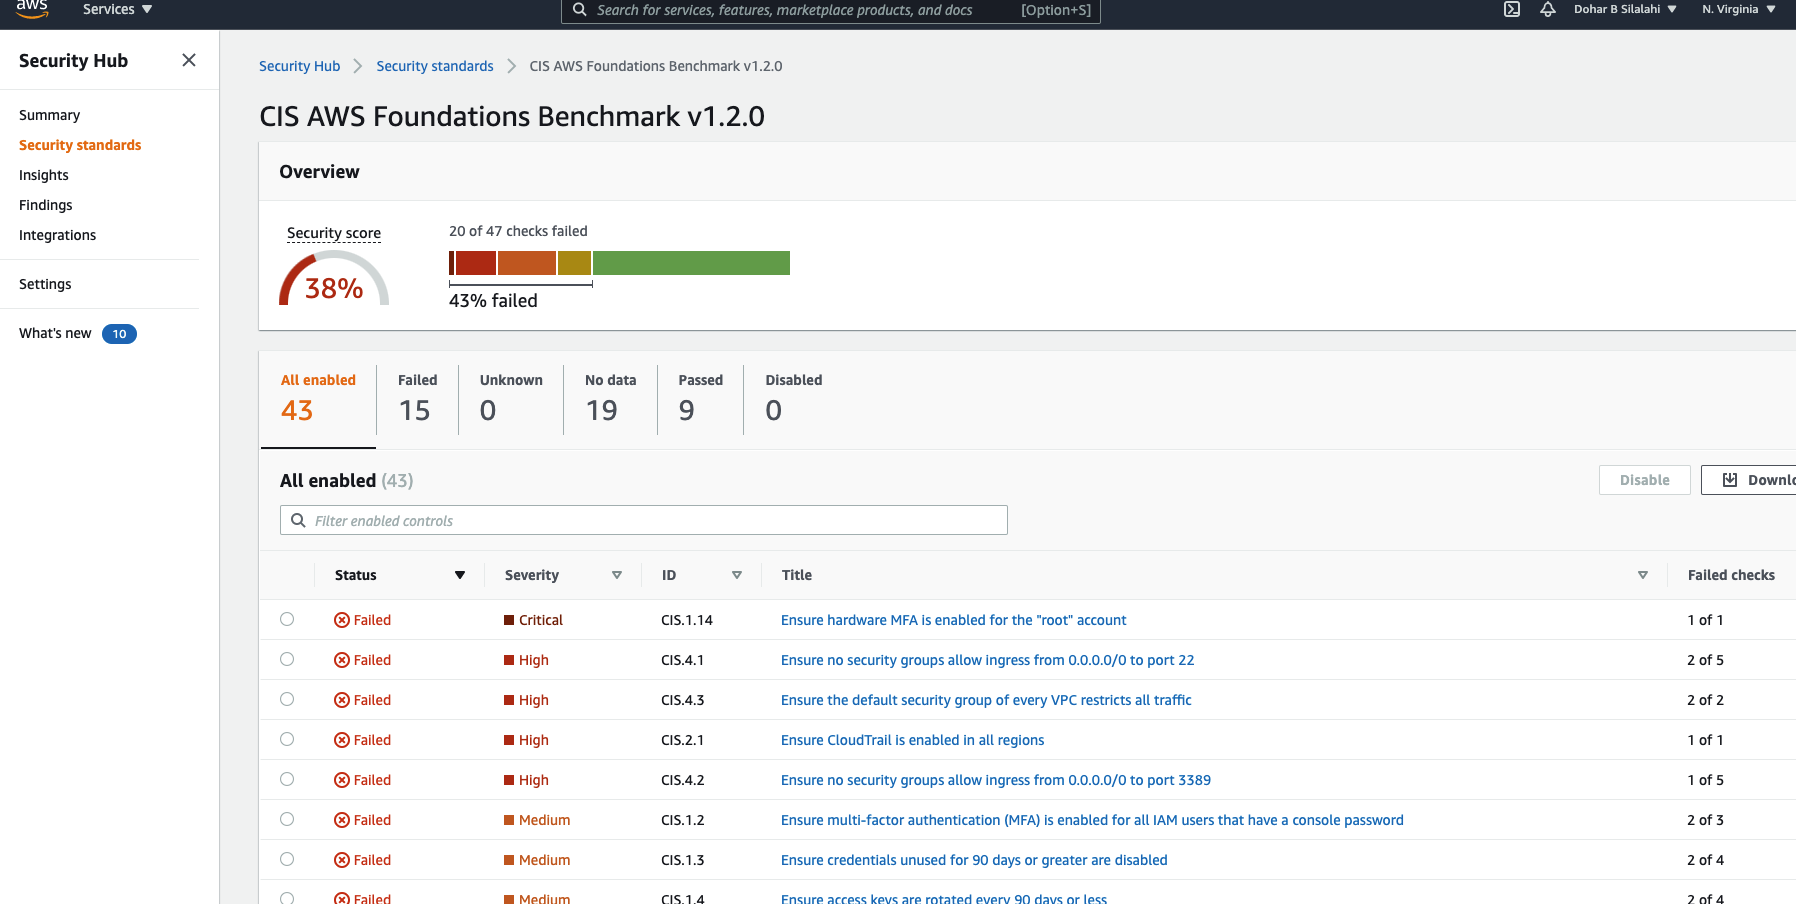 aws
Services
Search for services, features, marketplace products, and docs [Option+S]
Dohar B Silalahi
N. Virginia
Security Hub
Summary
Security standards
Insights
Findings
Integrations
Settings
What's new 10
Security Hub Security standards CIS AWS Foundations Benchmark v1.2.0
CIS AWS Foundations Benchmark v1.2.0
Overview
Security score
38%
20 of 47 checks failed
43% failed
All enabled Failed Unknown No data Passed Disabled
43 15 0 19 9 0
All enabled (43)
Disable
Downlo
Filter enabled controls
Status Severity ID Title Failed checks
Failed Critical CIS.1.14 Ensure hardware MFA is enabled for the "root" account 1 of 1
Failed High CIS.4.1 Ensure no security groups allow ingress from 0.0.0.0/0 to port 22 2 of 5
Failed High CIS.4.3 Ensure the default security group of every VPC restricts all traffic 2 of 2
Failed High CIS.2.1 Ensure CloudTrail is enabled in all regions 1 of 1
Failed High CIS.4.2 Ensure no security groups allow ingress from 0.0.0.0/0 to port 3389 1 of 5
Failed Medium CIS.1.2 Ensure multi-factor authentication (MFA) is enabled for all IAM users that have a console password 2 of 3
Failed Medium CIS.1.3 Ensure credentials unused for 90 days or greater are disabled 2 of 4
Failed Medium CIS.1.4 Ensure access keys are rotated every 90 days or less 2 of 4